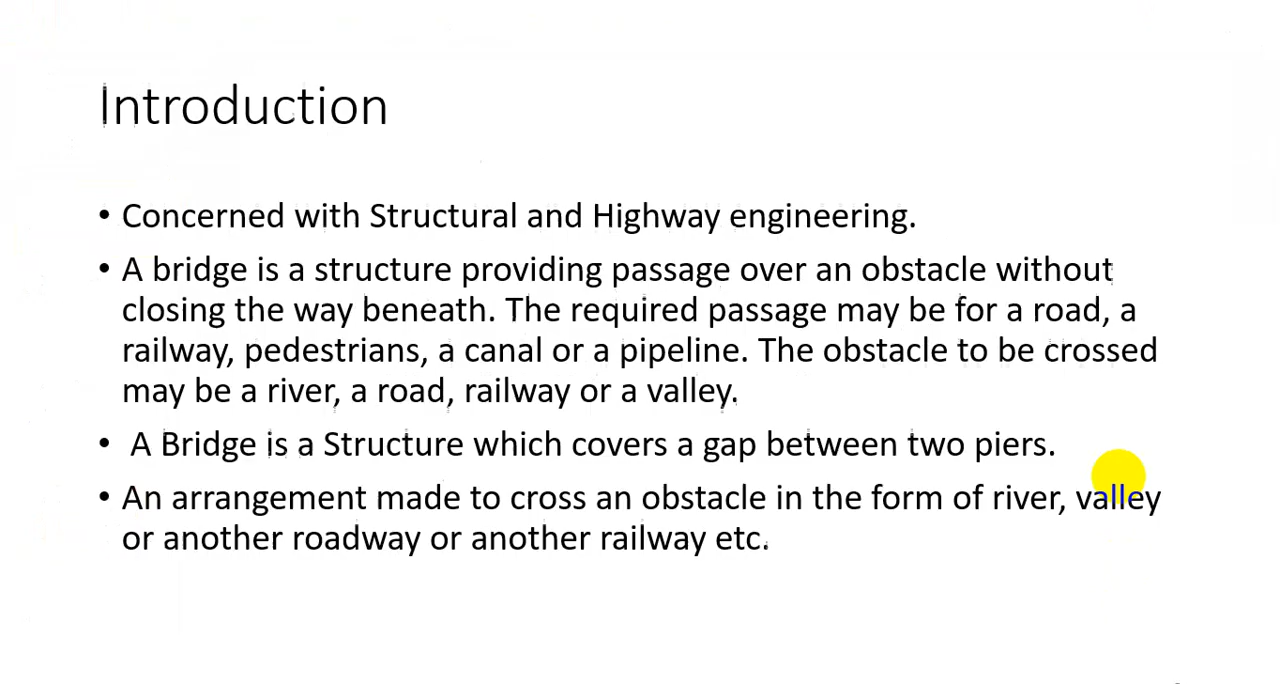 Introduction
• Concerned with Structural and Highway engineering.
• A bridge is a structure providing passage over an obstacle without
closing the way beneath. The required passage may be for a road, a
railway, pedestrians, a canal or a pipeline. The obstacle to be crossed
may be a river, a road, railway or a valley.
• A Bridge is a Structure which covers a gap between two piers.
• An arrangement made to cross an obstacle in the form of river, valley
or another roadway or another railway etc.